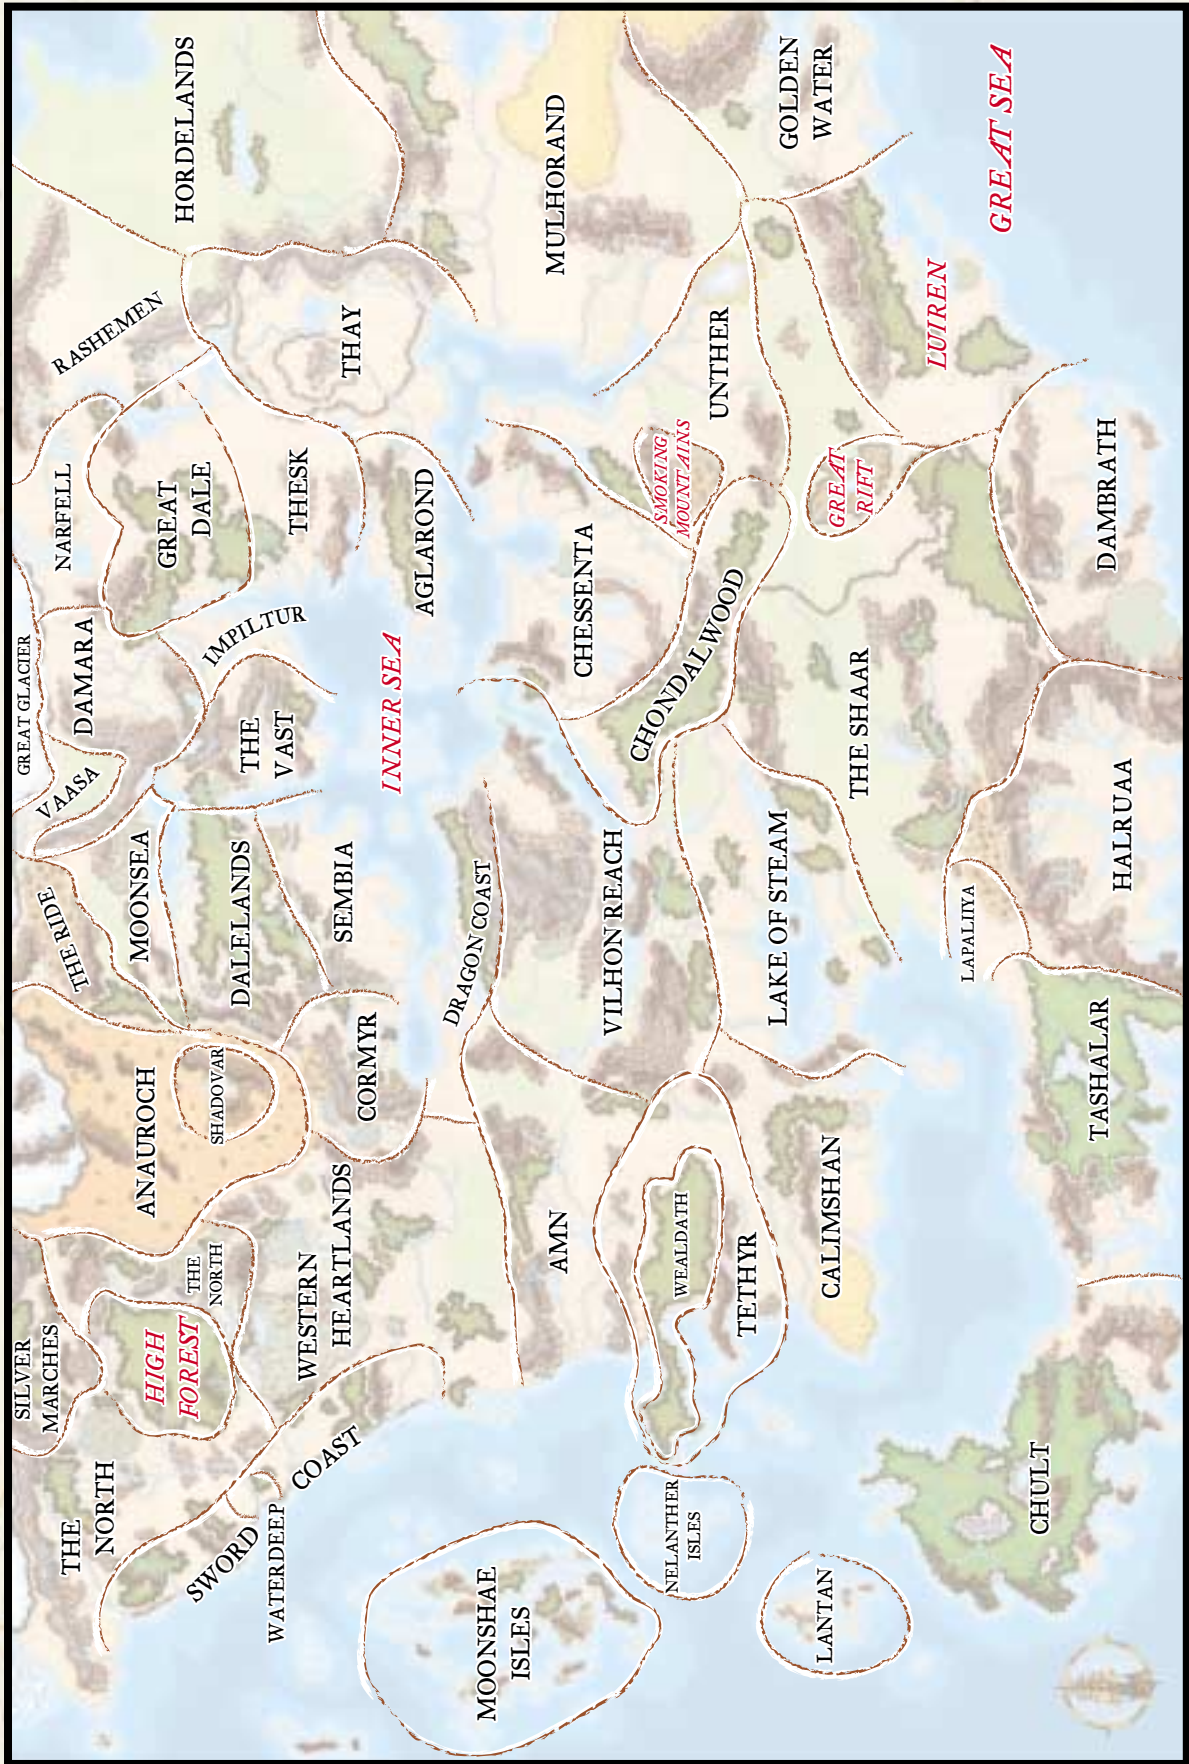 THE
NORTH
SILVER
MARCHES
HIGH
FOREST
THE
NORTH
SWORD
COAST
WATERDEEP
ANAUROCH
SHADOVAR
THE RIDE
VAASA
GREAT GLACIER
DAMARA
NARFELL
RASHEMEN
HORDELANDS
MOONSEA
DALELANDS
SEMBIA
THE
VAST
IMPILTUR
GREAT
DALE
THESK
THAY
AGLAROND
WESTERN
HEARTLANDS
CORMYR
INNER SEA
DRAGON COAST
MOONSHAE
ISLES
AMN
VILHON REACH
CHESSENTA
MULHORAND
NELANTHER
ISLES
WEALDATH
TETHYR
CHONDALWOOD
SMOKING
MOUNTAINS
UNTHER
GOLDEN
WATER
LANTAN
CALIMSHAN
LAKE OF STEAM
THE SHAAR
GREAT
RIFT
LUIREN
GREAT SEA
CHULT
TASHALAR
LAPALIIYA
HALRUAA
DAMBRATH